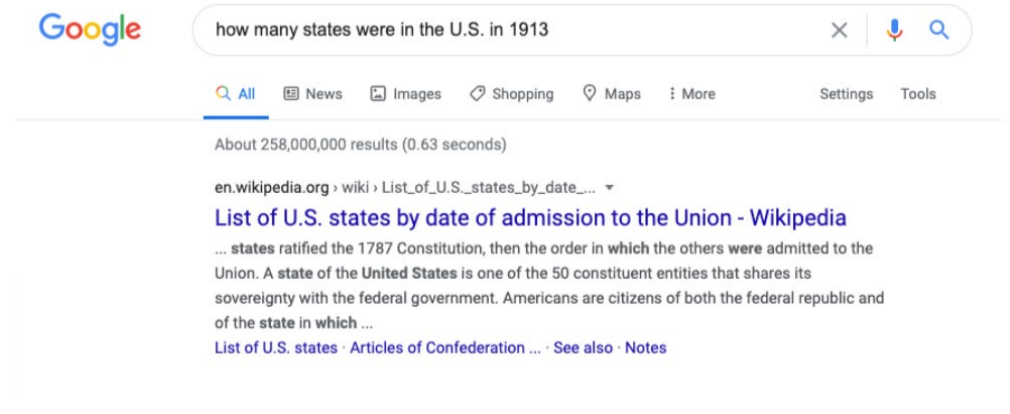 Google
how many states were in the U.S. in 1913
All News Images Shopping Maps More Settings Tools
About 258,000,000 results (0.63 seconds)
en.wikipedia.org › wiki › List_of_U.S._states_by_date_...
List of U.S. states by date of admission to the Union - Wikipedia
... states ratified the 1787 Constitution, then the order in which the others were admitted to the
Union. A state of the United States is one of the 50 constituent entities that shares its
sovereignty with the federal government. Americans are citizens of both the federal republic and
of the state in which ...
List of U.S. states · Articles of Confederation ... · See also · Notes